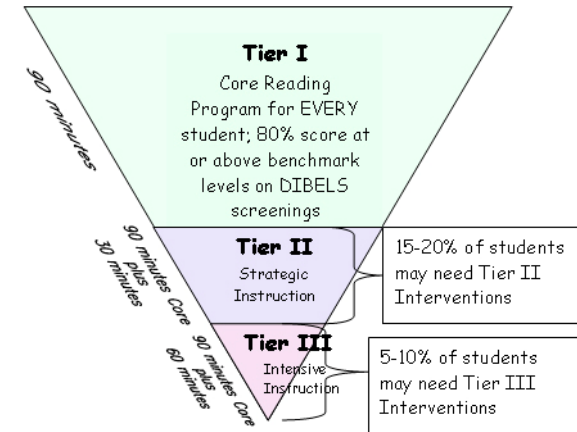 90 minutes
Tier I
Core Reading
Program for EVERY
student; 80% score at
or above benchmark
levels on DIBELS
screenings
90 minutes Core
plus
30 minutes
Tier II
Strategic
Instruction
15-20% of students
may need Tier II
Interventions
90 minutes Core
plus
60 minutes
Tier III
Intensive
Instruction
5-10% of students
may need Tier III
Interventions